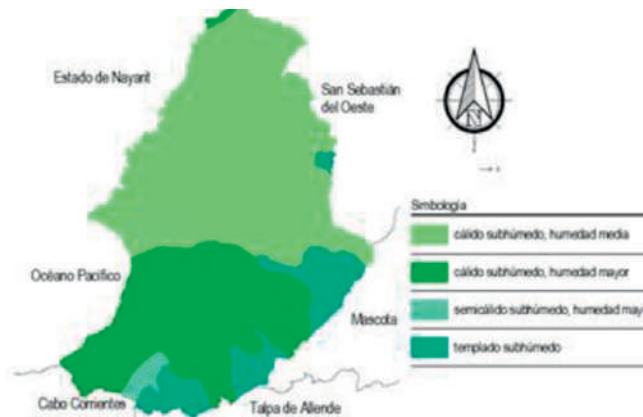 Estado de Nayarit
San Sebastián
del Oeste
N
Simbología
cálido subhúmedo, humedad media
cálido subhúmedo, humedad mayor
Océano Pacífico
semicálido subhúmedo, humedad may
Mascota
templado subhúmedo
Cabo Corrientes
Talpa de Allende